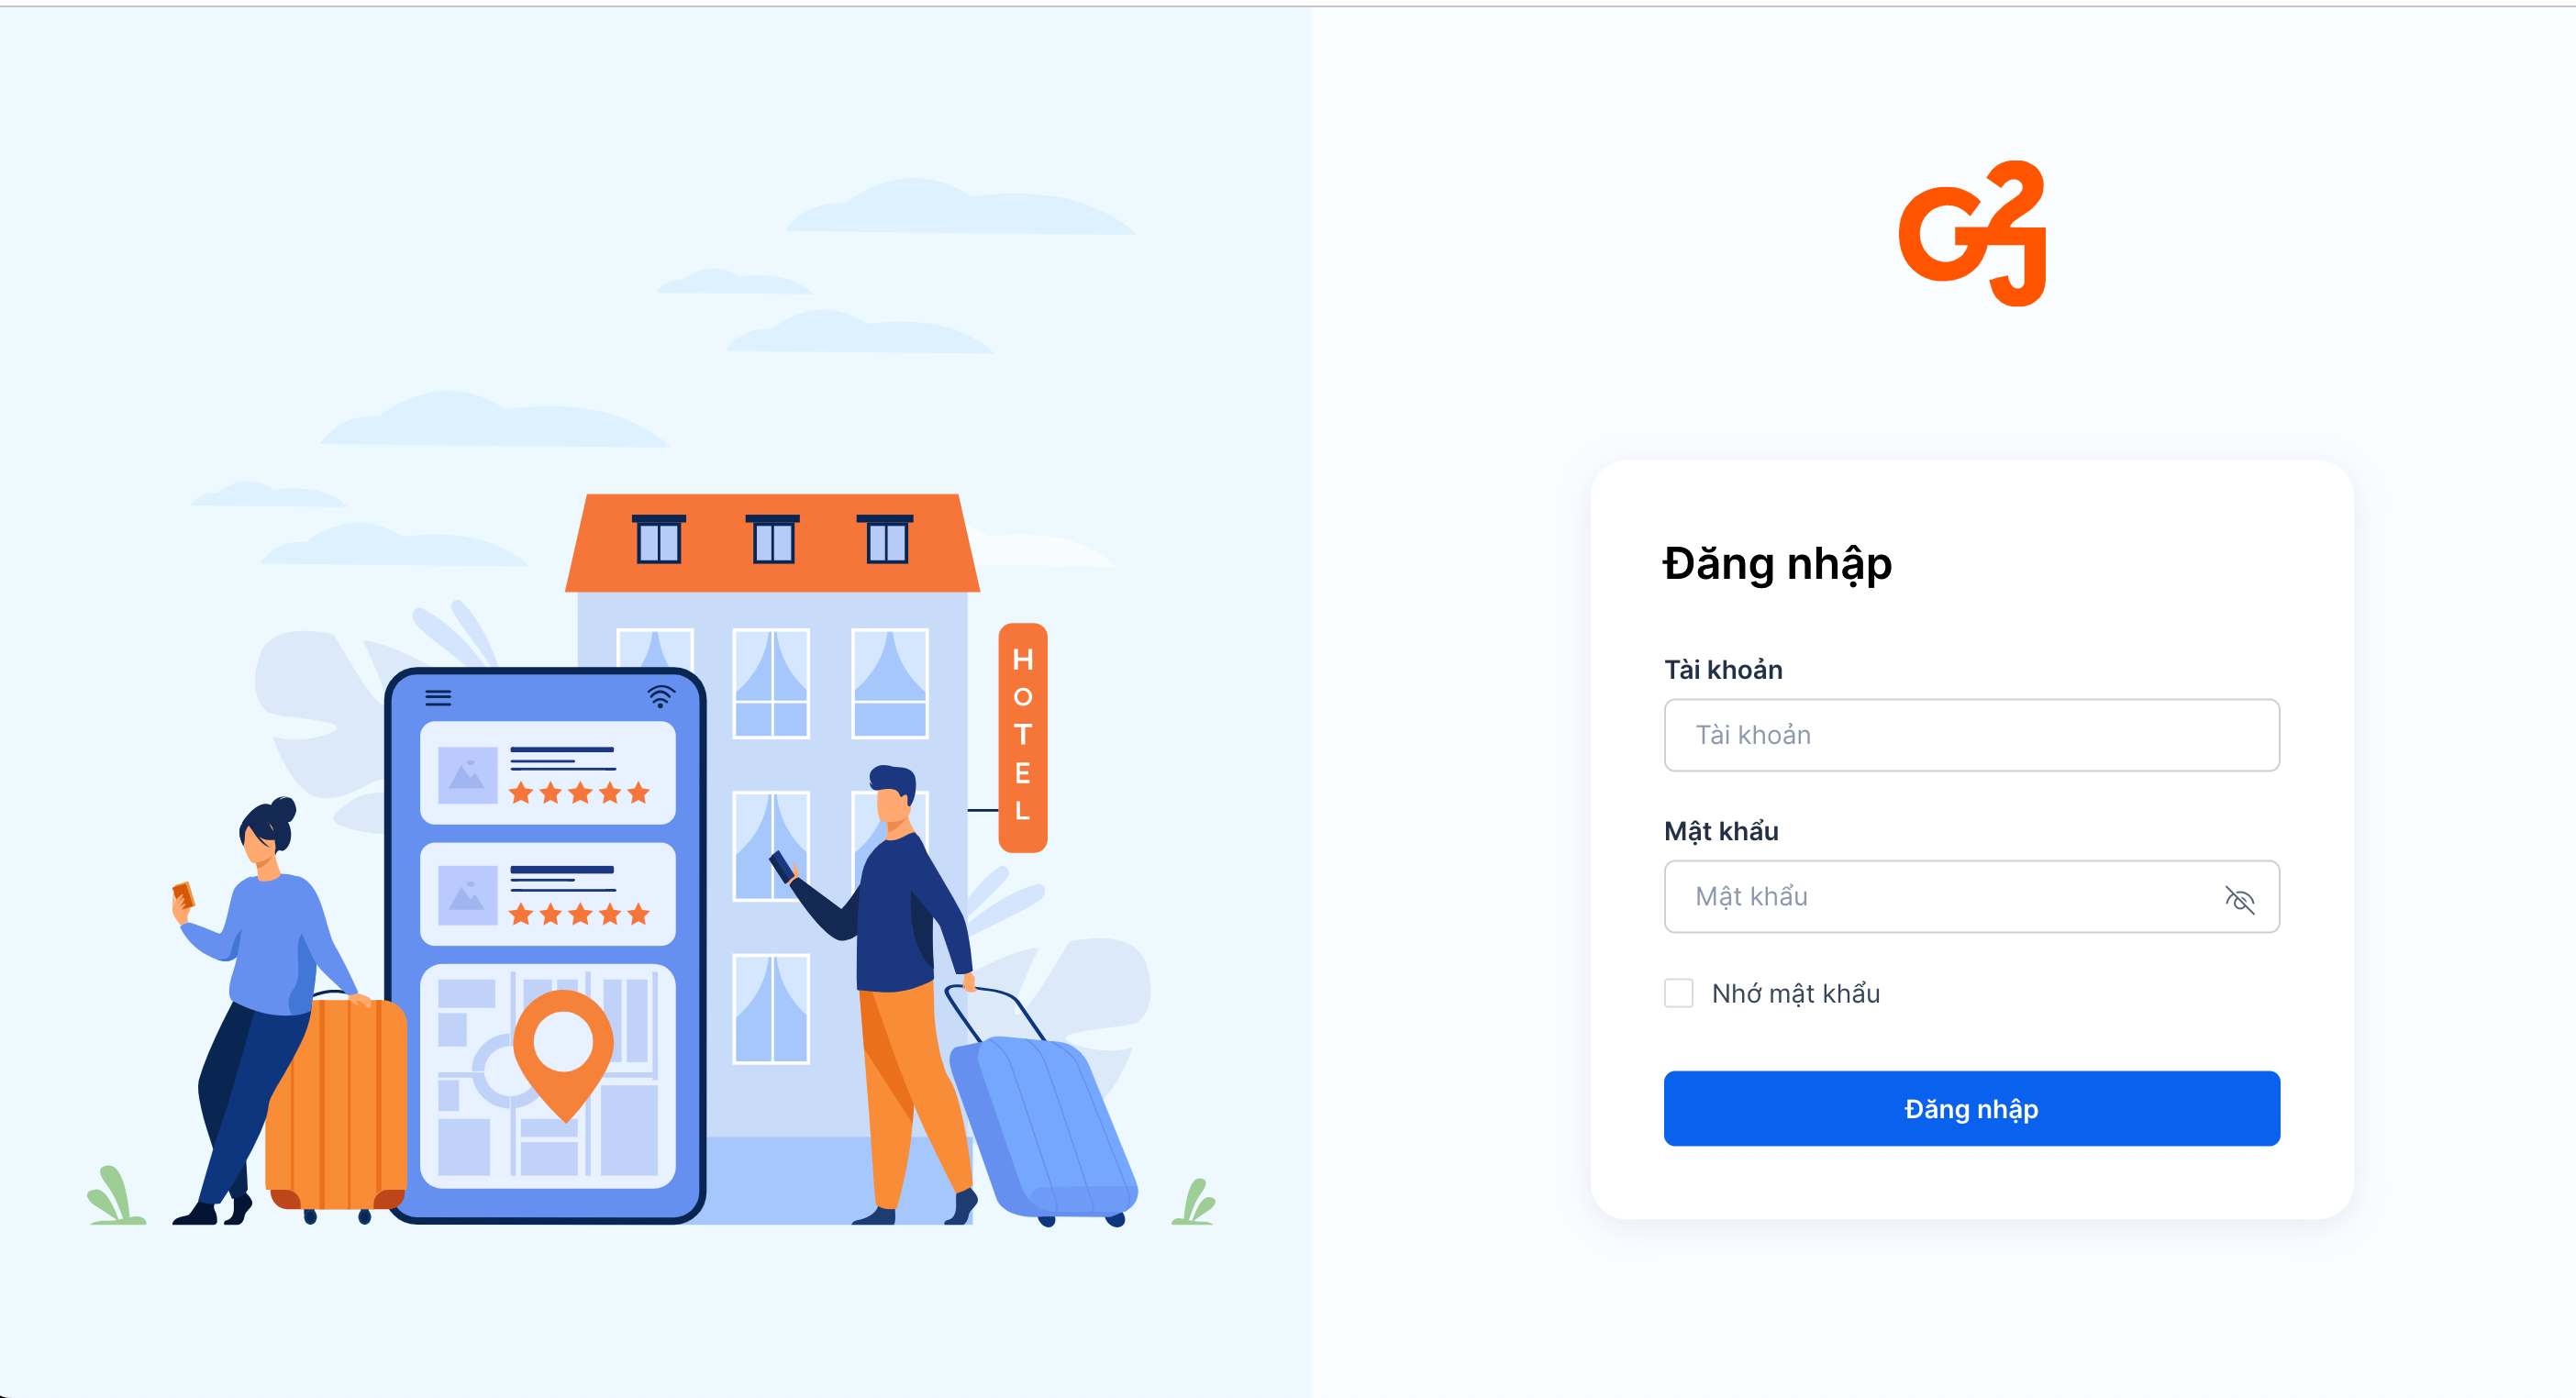 HOTEL
G2J
Đăng nhập
Tài khoản
Tài khoản
Mật khẩu
Mật khẩu
Nhớ mật khẩu
Đăng nhập